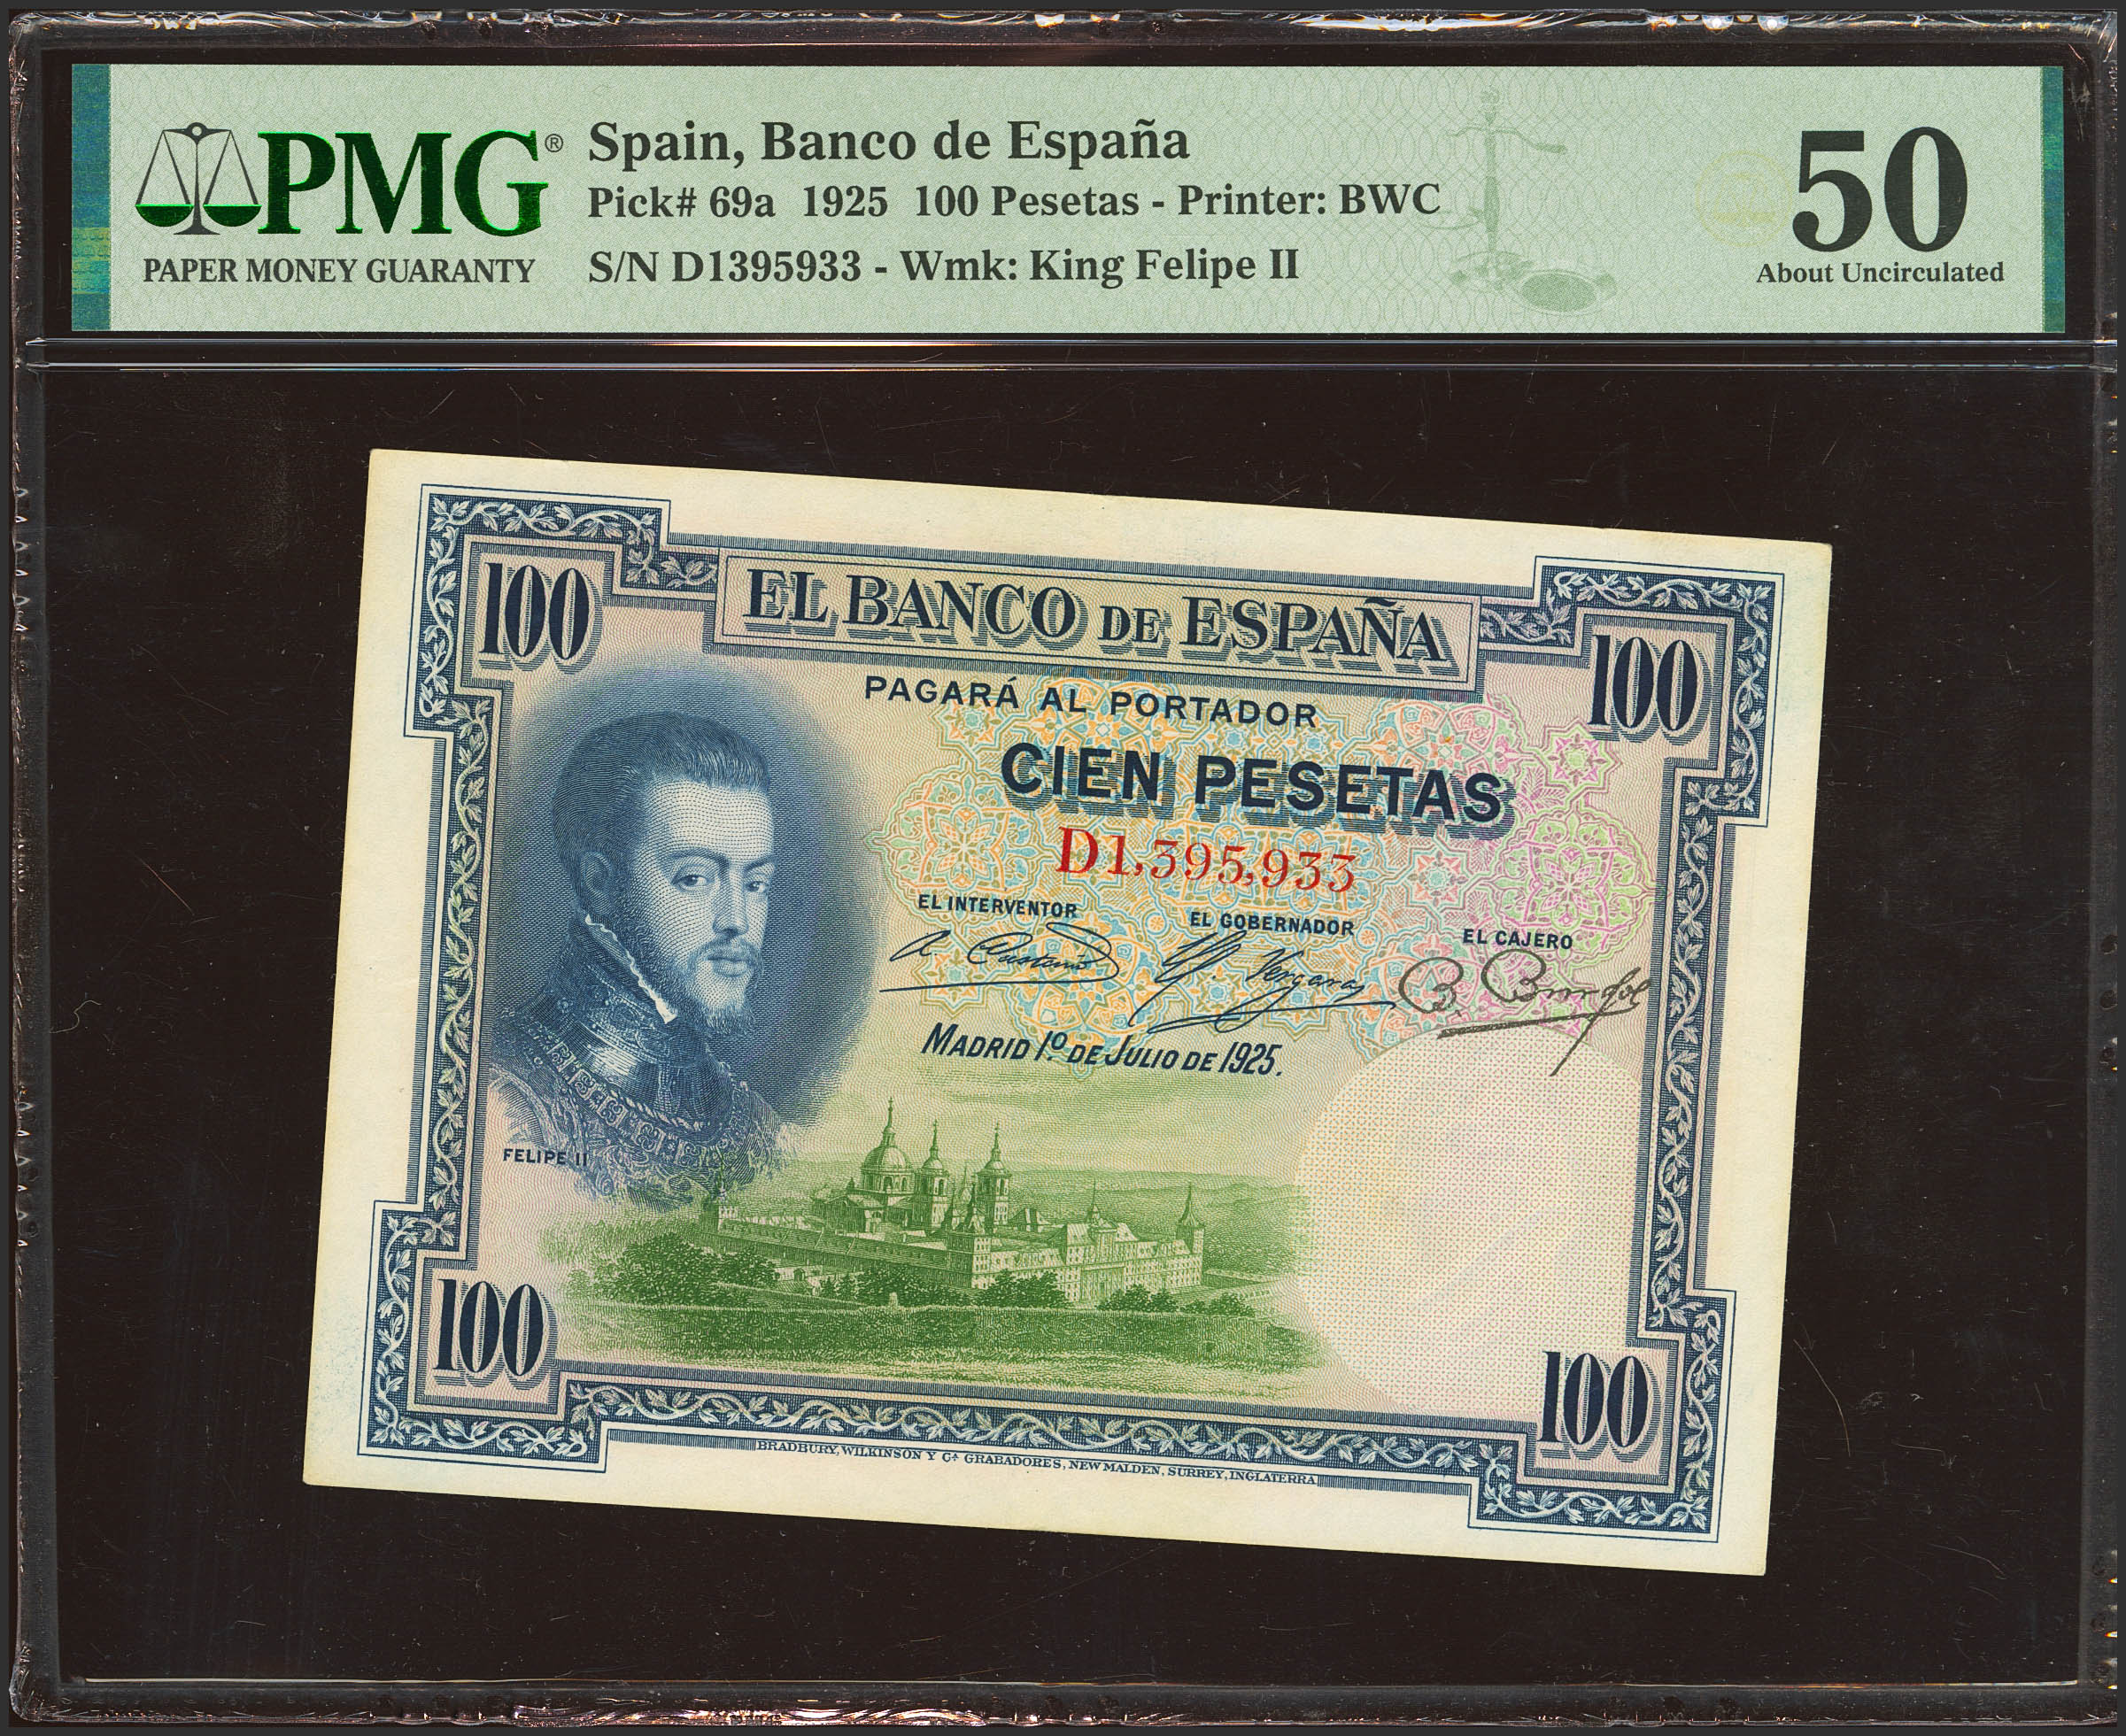 PMG®
PAPER MONEY GUARANTY
Spain, Banco de España
Pick# 69a 1925 100 Pesetas - Printer: BWC
S/N D1395933 - Wmk: King Felipe II
50
About Uncirculated
100
EL BANCO DE ESPAÑA
100
PAGARÁ AL PORTADOR
CIEN PESETAS
D1,395,933
EL INTERVENTOR
EL GOBERNADOR
EL CAJERO
MADRID 1º DE JULIO DE 1925.
FELIPE II
100
100
BRADBURY, WILKINSON Y Cª GRABADORES, NEW MALDEN, SURREY, INGLATERRA